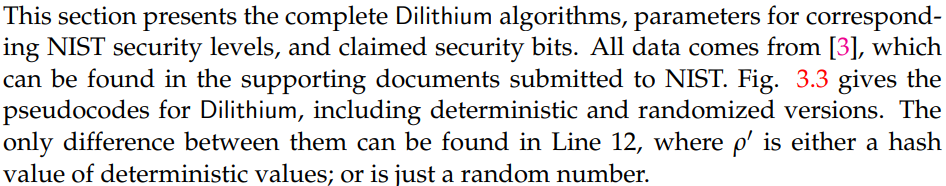 This section presents the complete Dilithium algorithms, parameters for correspond-
ing NIST security levels, and claimed security bits. All data comes from [3], which
can be found in the supporting documents submitted to NIST. Fig. 3.3 gives the
pseudocodes for Dilithium, including deterministic and randomized versions. The
only difference between them can be found in Line 12, where ρ′ is either a hash
value of deterministic values; or is just a random number.